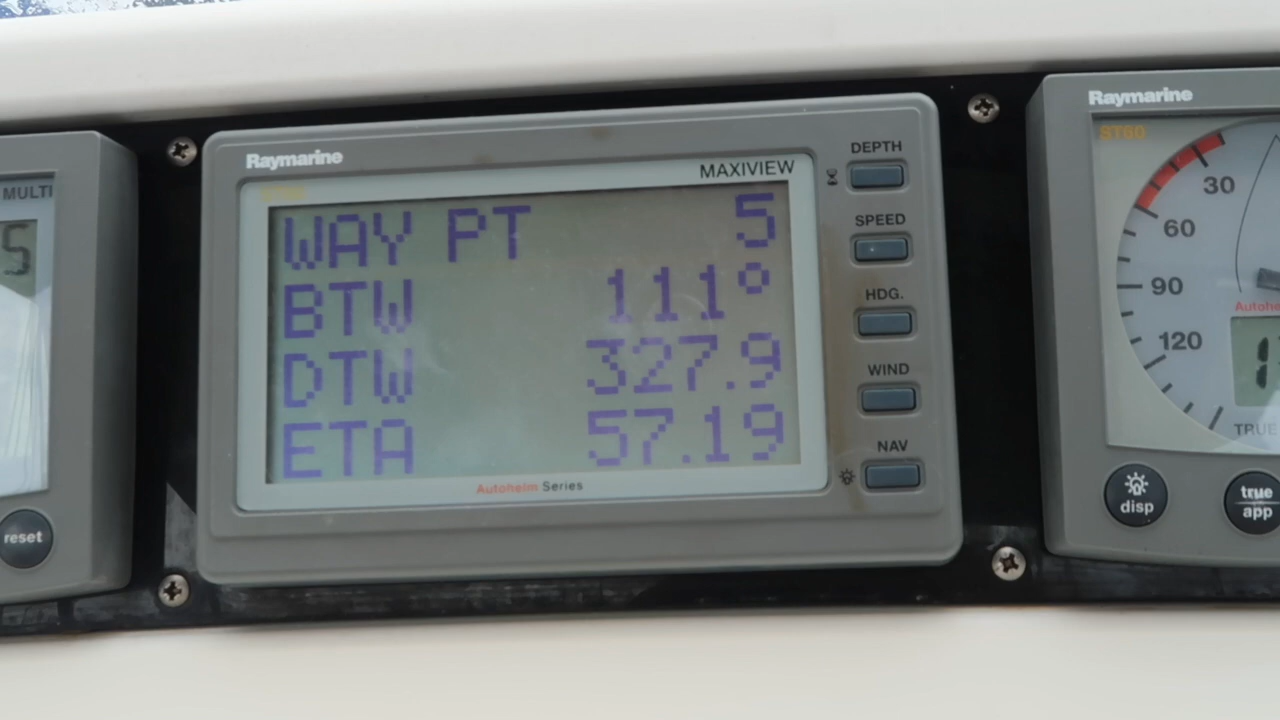 MULTI
5
reset
Raymarine
MAXIVIEW
WAY PT 5
BTW 111°
DTW 327.9
ETA 57.19
Autohelm Series
DEPTH
SPEED
HDG.
WIND
NAV
Raymarine
ST60
30
60
90
120
TRUE
disp
true
app